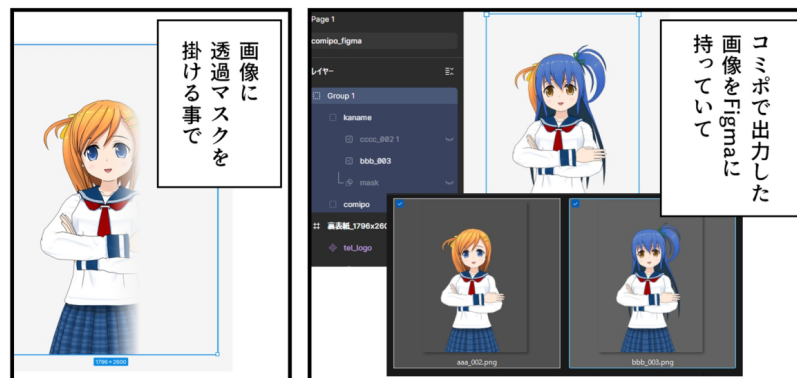 コミポで出力した
画像をFigmaに
持っていて
Page 1
comipo_figma
レイヤー
Group 1
kaname
cccc_002 1
bbb_003
mask
comipo
裏表紙_1796x260
tel_logo
aaa_002.png
bbb_003.png
画像に
透過マスクを
掛ける事で
1796 × 2600